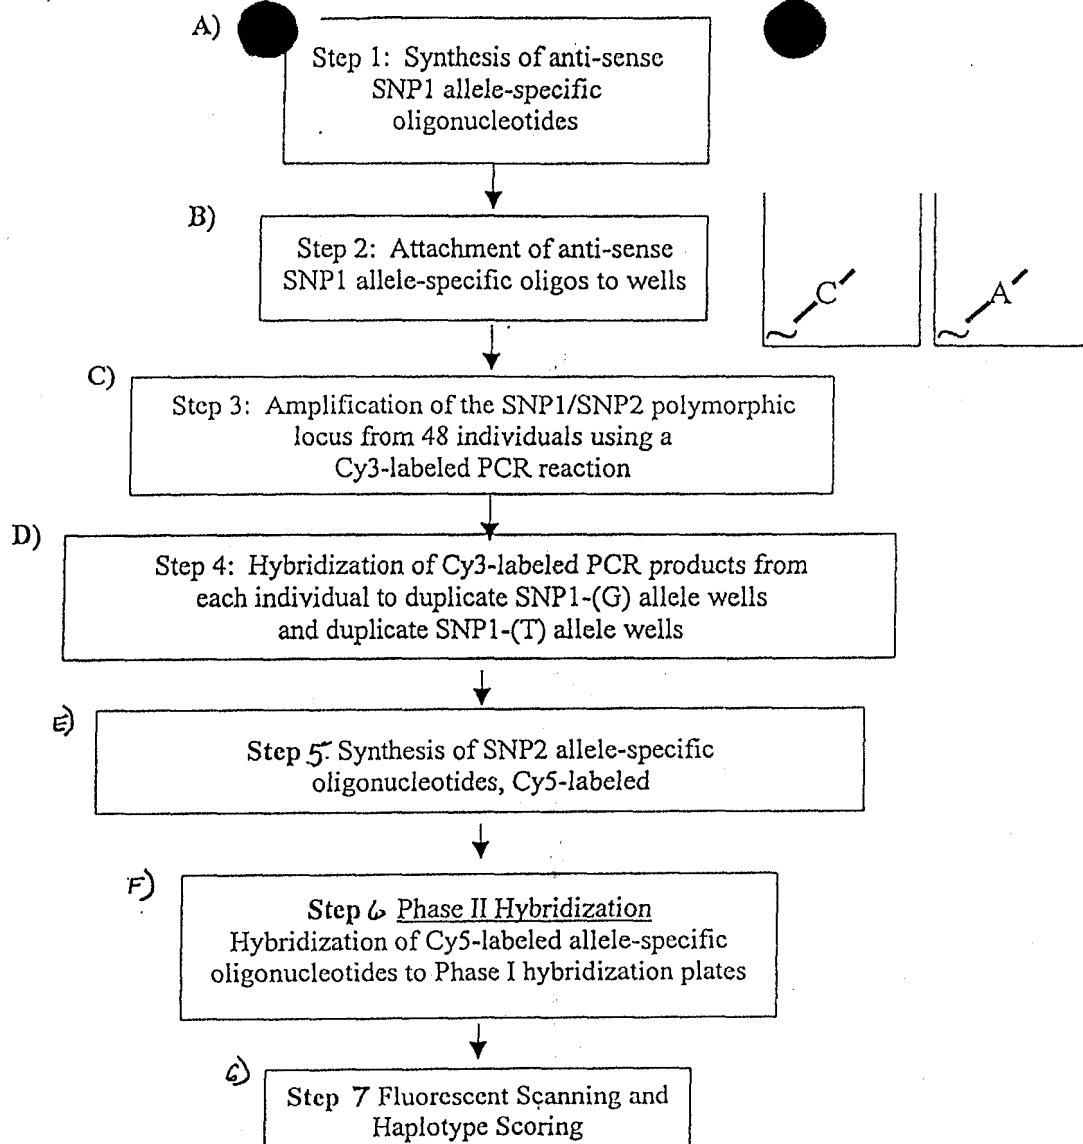 A)
Step 1: Synthesis of anti-sense
SNP1 allele-specific
oligonucleotides
B)
Step 2: Attachment of anti-sense
SNP1 allele-specific oligos to wells
C
A
C)
Step 3: Amplification of the SNP1/SNP2 polymorphic
locus from 48 individuals using a
Cy3-labeled PCR reaction
D)
Step 4: Hybridization of Cy3-labeled PCR products from
each individual to duplicate SNP1-(G) allele wells
and duplicate SNP1-(T) allele wells
E)
Step 5: Synthesis of SNP2 allele-specific
oligonucleotides, Cy5-labeled
F)
Step 6 Phase II Hybridization
Hybridization of Cy5-labeled allele-specific
oligonucleotides to Phase I hybridization plates
G)
Step 7 Fluorescent Scanning and
Haplotype Scoring